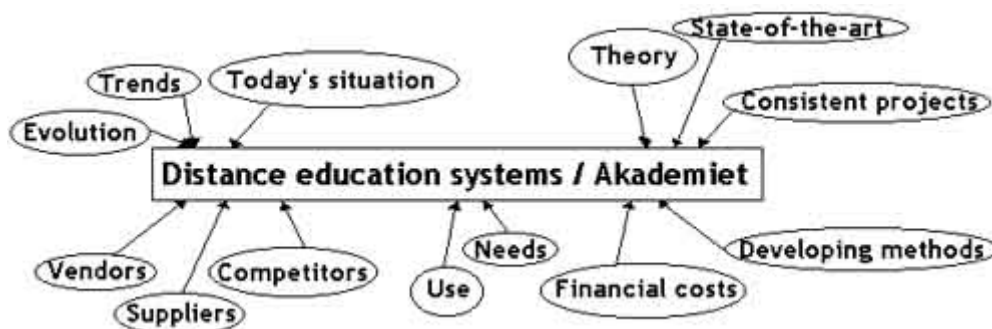 State-of-the-art
Theory
Trends
Today's situation
Consistent projects
Evolution
Distance education systems / Akademiet
Vendors
Competitors
Needs
Developing methods
Suppliers
Use
Financial costs